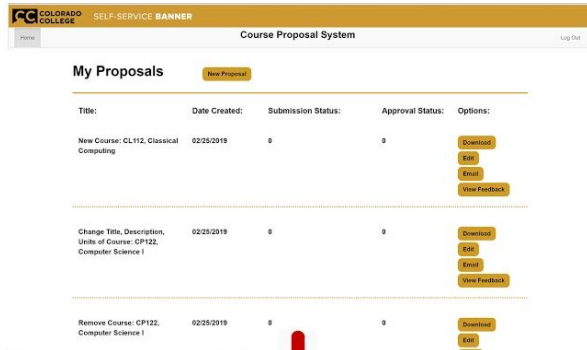 CC COLORADO COLLEGE SELF-SERVICE BANNER
Home Course Proposal System Log Out
My Proposals New Proposal
Title: Date Created: Submission Status: Approval Status: Options:
New Course: CL112, Classical Computing 02/25/2019 0 0 Download
Edit
Email
View Feedback
Change Title, Description, Units of Course: CP122, Computer Science I 02/25/2019 0 0 Download
Edit
Email
View Feedback
Remove Course: CP122, Computer Science I 02/25/2019 0 0 Download
Edit